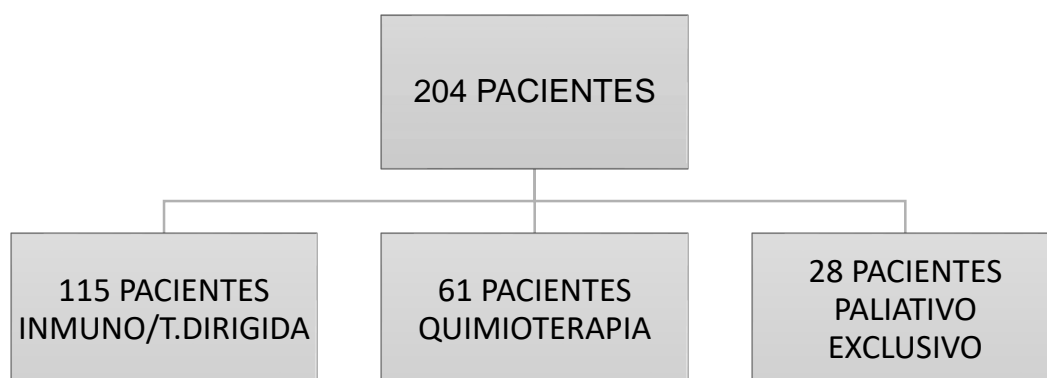 204 PACIENTES
115 PACIENTES
INMUNO/T.DIRIGIDA
61 PACIENTES
QUIMIOTERAPIA
28 PACIENTES
PALIATIVO
EXCLUSIVO